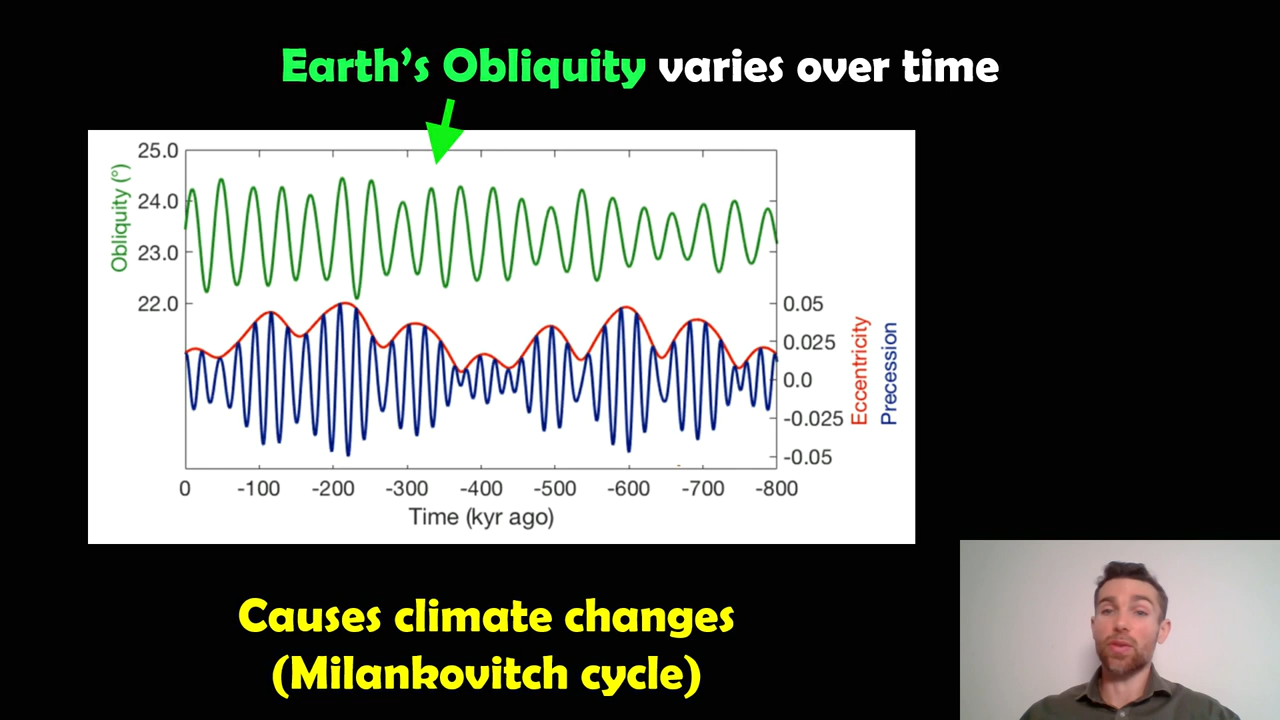 Earth's Obliquity varies over time
25.0
24.0
23.0
22.0
Obliquity (°)
0.05
0.025
0.0
-0.025
-0.05
Eccentricity
Precession
0 -100 -200 -300 -400 -500 -600 -700 -800
Time (kyr ago)
Causes climate changes
(Milankovitch cycle)